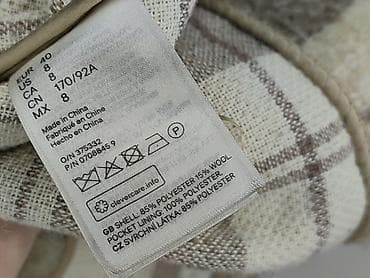 EUR 40
US 8
CA 8
CN 170/92A
MX 8
Made in China
Fabriqué en Chine
Hecho en China
O/N 375332
P/N 0708845 9
P
clevercare.info
GB SHELL: 85% POLYESTER 15% WOOL
POCKET LINING: 100% POLYESTER
CZ SVRCHNÍ LÁTKA: 85% POLYESTER